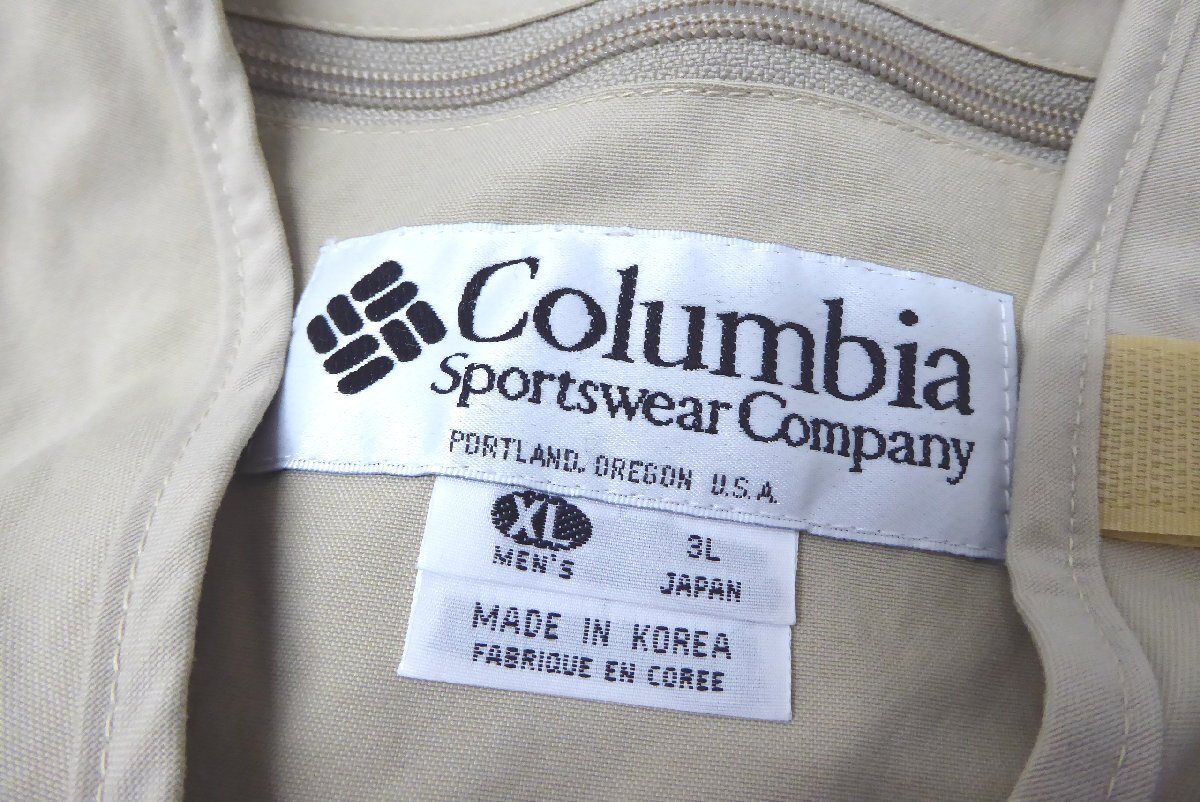 Columbia
Sportswear Company
PORTLAND, OREGON U.S.A.
XL 3L
MEN'S JAPAN
MADE IN KOREA
FABRIQUE EN COREE